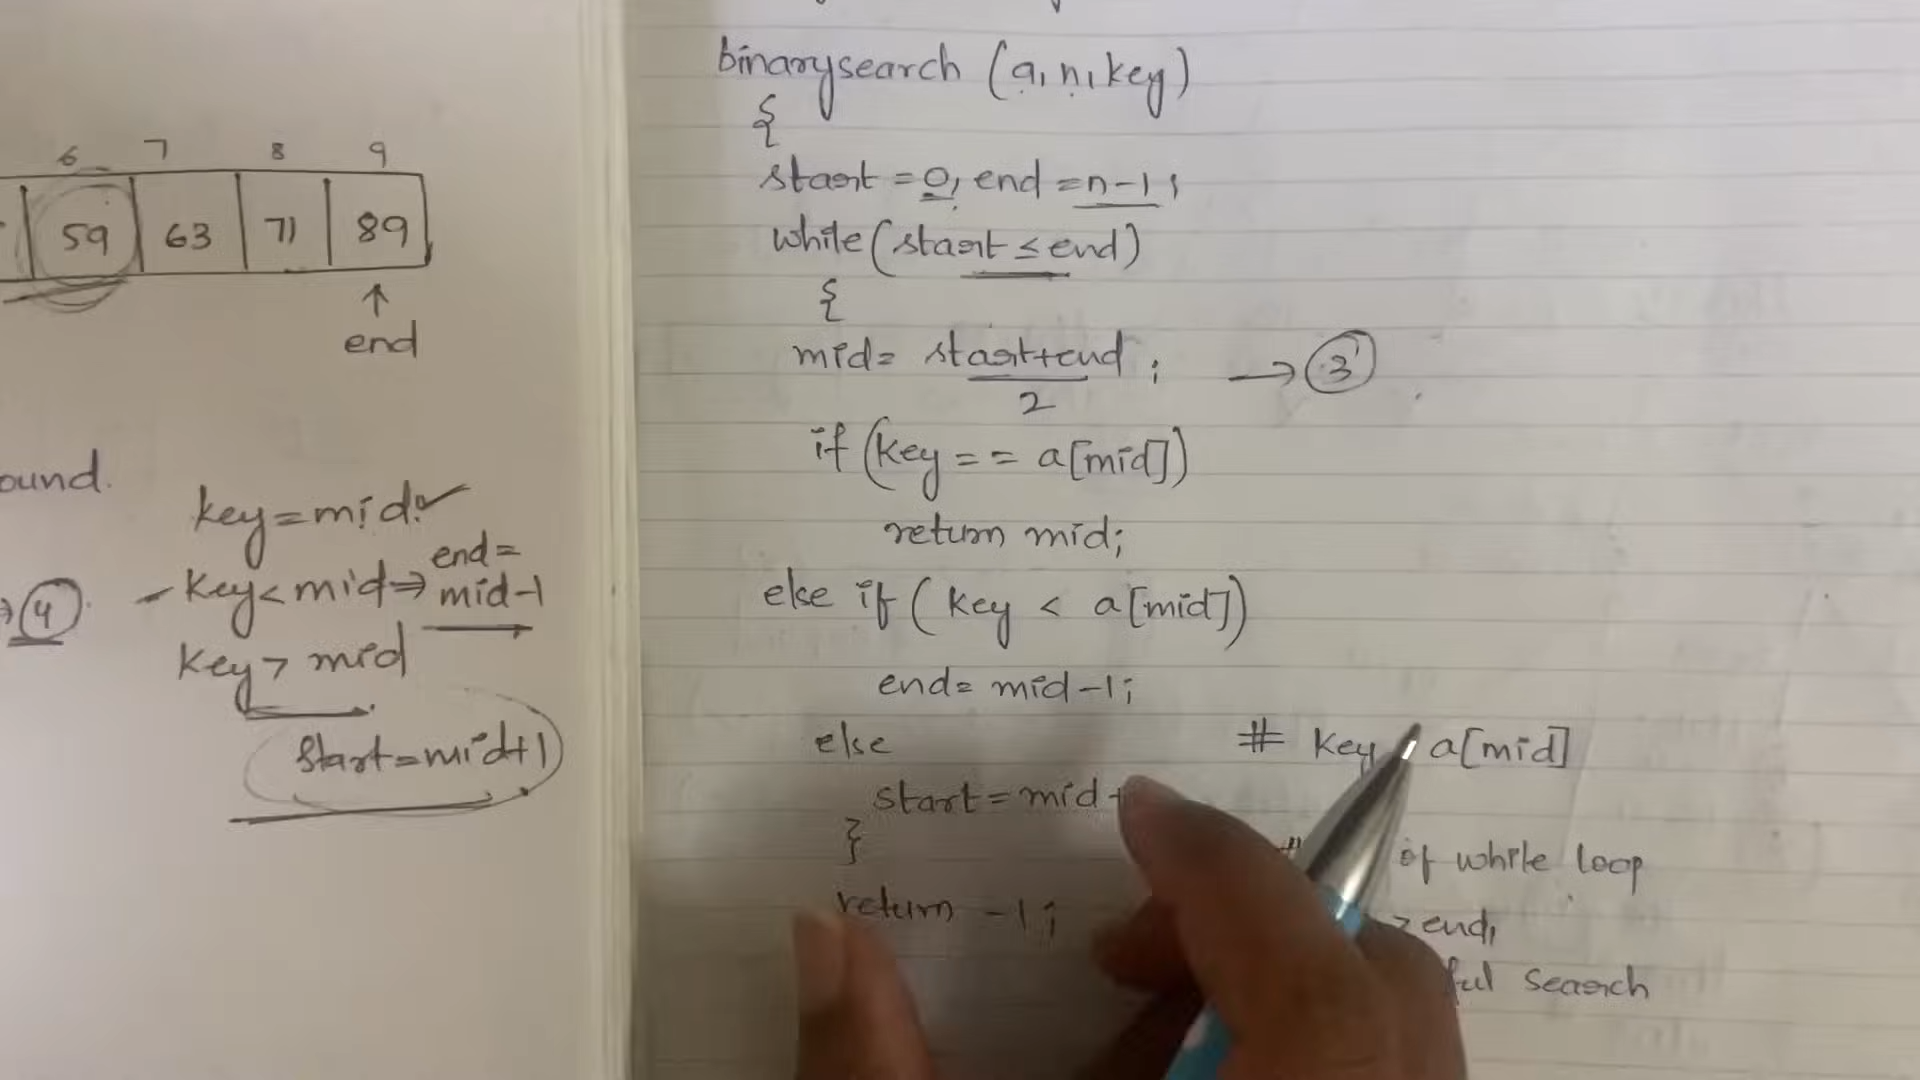 6 7 8 9
59 63 71 89
↑
end
ound.
key=mid ✓
end=
key<mid⇒ mid-1
4
key> mid
start=mid+1
binarysearch (a, n, key)
{
start = 0, end = n-1;
while (start ≤ end)
{
mid = start+end ; → 3
2
if (key == a[mid])
return mid;
else if (key < a[mid])
end = mid-1;
else # key a[mid]
start = mid+
}
of while loop
return -1;
> end,
ful search